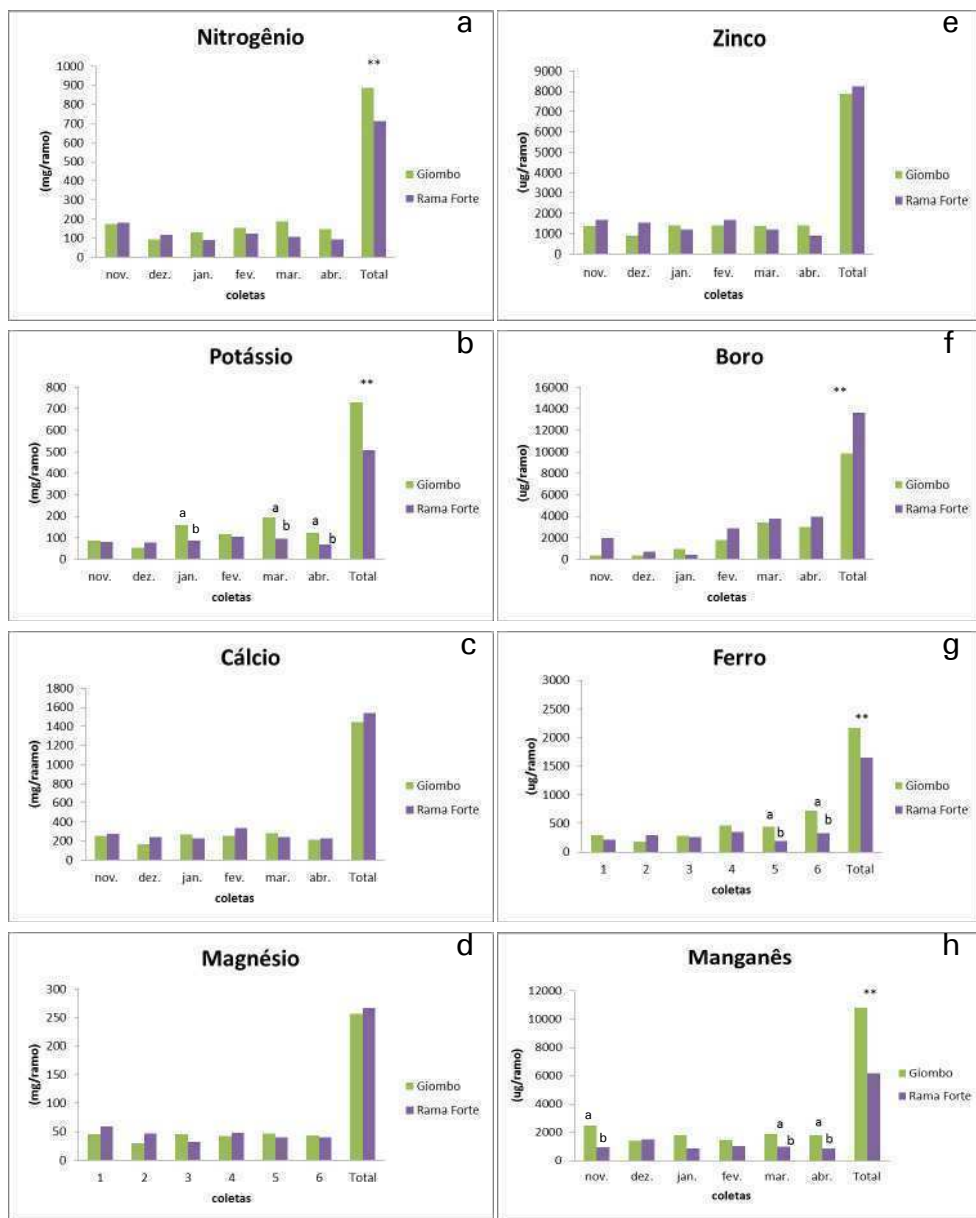 a
Nitrogênio
**
1000
900
800
700
600
500
400
300
200
100
0
(mg/ramo)
nov. dez. jan. fev. mar. abr. Total
coletas
Giombo
Rama Forte
e
Zinco
9000
8000
7000
6000
5000
4000
3000
2000
1000
0
(ug/ramo)
nov. dez. jan. fev. mar. abr. Total
coletas
Giombo
Rama Forte
b
Potássio
**
800
700
600
500
400
300
200
100
0
(mg/ramo)
a b a b a b
nov. dez. jan. fev. mar. abr. Total
coletas
Giombo
Rama Forte
f
Boro
**
16000
14000
12000
10000
8000
6000
4000
2000
0
(ug/ramo)
nov. dez. jan. fev. mar. abr. Total
coletas
Giombo
Rama Forte
c
Cálcio
1800
1600
1400
1200
1000
800
600
400
200
0
(mg/raamo)
nov. dez. jan. fev. mar. abr. Total
coletas
Giombo
Rama Forte
g
Ferro
**
3000
2500
2000
1500
1000
500
0
(ug/ramo)
a b a b
1 2 3 4 5 6 Total
coletas
Giombo
Rama Forte
d
Magnésio
300
250
200
150
100
50
0
(mg/ramo)
1 2 3 4 5 6 Total
coletas
Giombo
Rama Forte
h
Manganês
**
12000
10000
8000
6000
4000
2000
0
(ug/ramo)
a b a b a b
nov. dez. jan. fev. mar. abr. Total
coletas
Giombo
Rama Forte